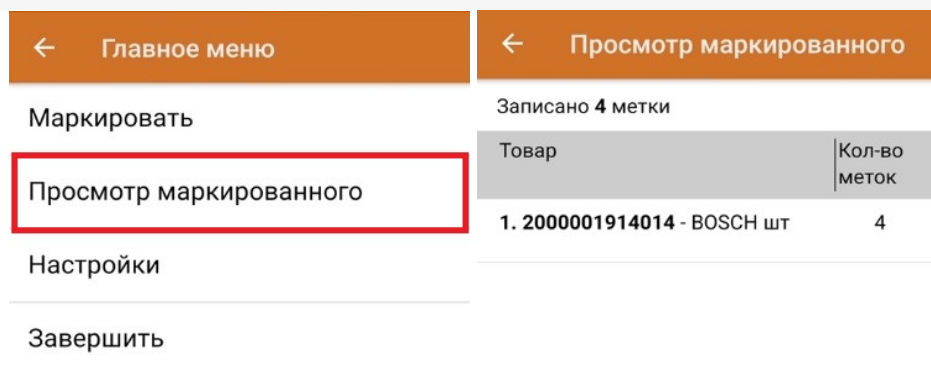 Главное меню
Маркировать
Просмотр маркированного
Настройки
Завершить
Просмотр маркированного
Записано 4 метки
Товар
Кол-во
меток
1. 2000001914014 - BOSCH шт 4